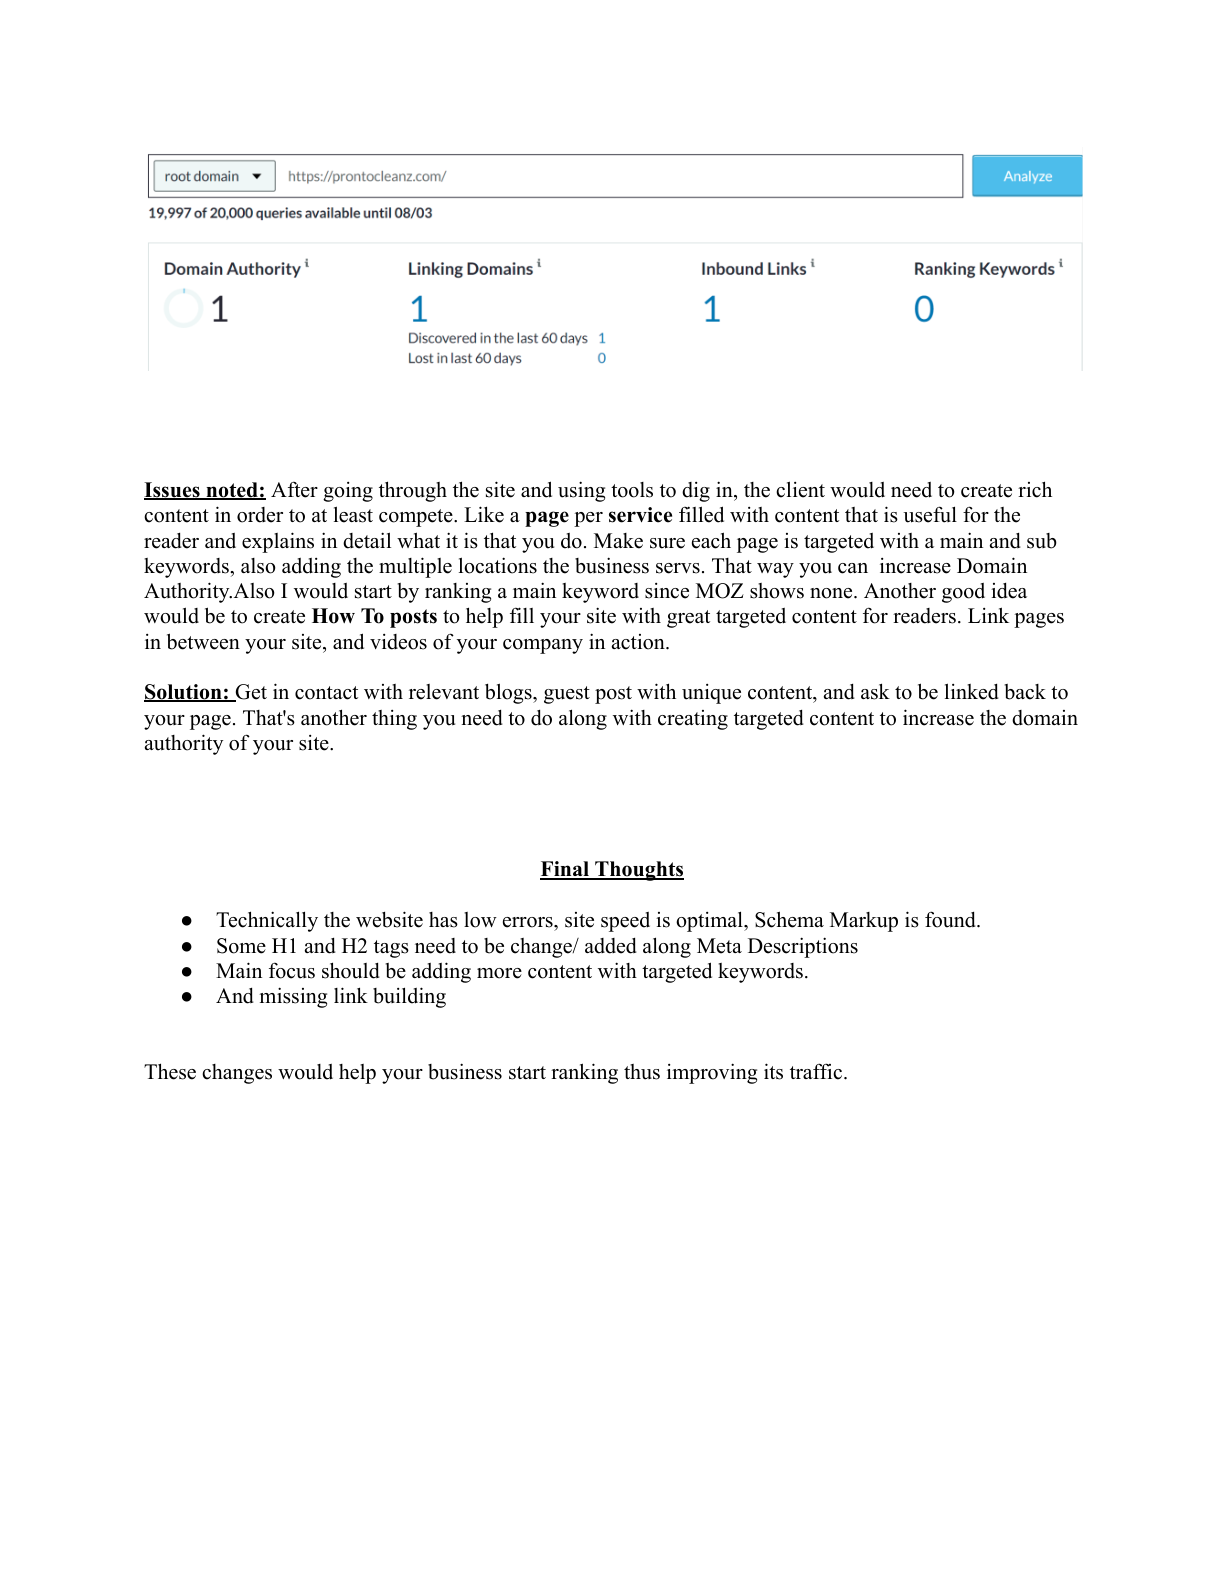 root domain https://prontocleanz.com/ Analyze
19,997 of 20,000 queries available until 08/03
Domain Authority i Linking Domains i Inbound Links i Ranking Keywords i
1 1 1 0
Discovered in the last 60 days 1
Lost in last 60 days 0
Issues noted: After going through the site and using tools to dig in, the client would need to create rich
content in order to at least compete. Like a page per service filled with content that is useful for the
reader and explains in detail what it is that you do. Make sure each page is targeted with a main and sub
keywords, also adding the multiple locations the business servs. That way you can  increase Domain
Authority.Also I would start by ranking a main keyword since MOZ shows none. Another good idea
would be to create How To posts to help fill your site with great targeted content for readers. Link pages
in between your site, and videos of your company in action.
Solution: Get in contact with relevant blogs, guest post with unique content, and ask to be linked back to
your page. That's another thing you need to do along with creating targeted content to increase the domain
authority of your site.
Final Thoughts
● Technically the website has low errors, site speed is optimal, Schema Markup is found.
● Some H1 and H2 tags need to be change/ added along Meta Descriptions
● Main focus should be adding more content with targeted keywords.
● And missing link building
These changes would help your business start ranking thus improving its traffic.